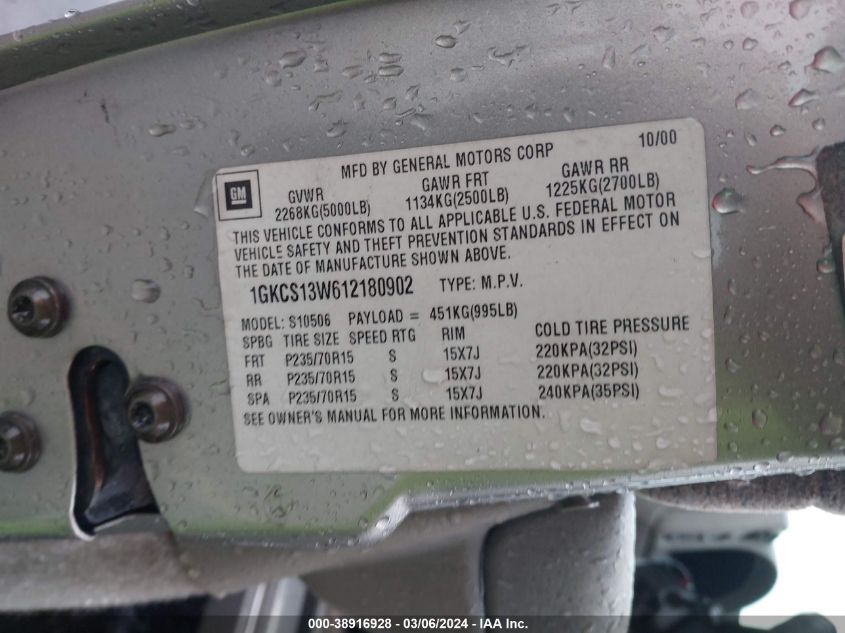 10/00
MFD BY GENERAL MOTORS CORP
GM
GVWR GAWR FRT GAWR RR
2268KG(5000LB) 1134KG(2500LB) 1225KG(2700LB)
THIS VEHICLE CONFORMS TO ALL APPLICABLE U.S. FEDERAL MOTOR
VEHICLE SAFETY AND THEFT PREVENTION STANDARDS IN EFFECT ON
THE DATE OF MANUFACTURE SHOWN ABOVE.
1GKCS13W612180902 TYPE: M.P.V.
MODEL: S10506 PAYLOAD = 451KG(995LB)
SPBG TIRE SIZE SPEED RTG RIM COLD TIRE PRESSURE
FRT P235/70R15 S 15X7J 220KPA(32PSI)
RR P235/70R15 S 15X7J 220KPA(32PSI)
SPA P235/70R15 S 15X7J 240KPA(35PSI)
SEE OWNER'S MANUAL FOR MORE INFORMATION.
000-38916928 - 03/06/2024 - IAA Inc.